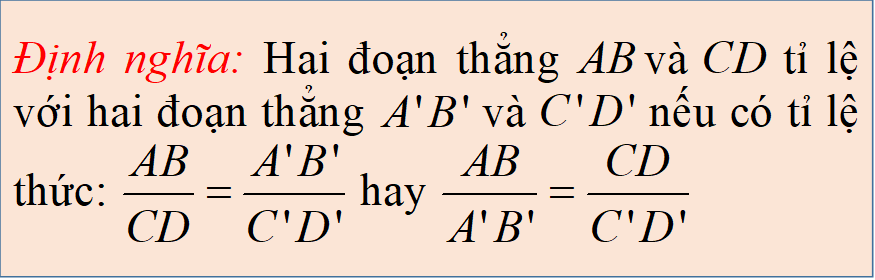 Định nghĩa: Hai đoạn thẳng AB và CD tỉ lệ
với hai đoạn thẳng A'B' và C'D' nếu có tỉ lệ
thức: AB/CD = A'B'/C'D' hay AB/A'B' = CD/C'D'